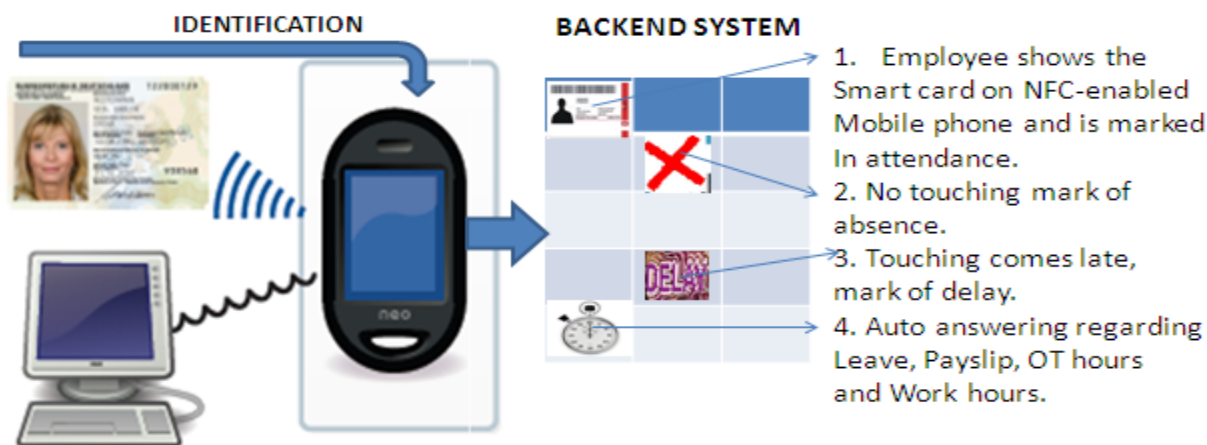 IDENTIFICATION
BACKEND SYSTEM
1. Employee shows the
Smart card on NFC-enabled
Mobile phone and is marked
In attendance.
2. No touching mark of
absence.
3. Touching comes late,
mark of delay.
4. Auto answering regarding
Leave, Payslip, OT hours
and Work hours.
DELAY
neo